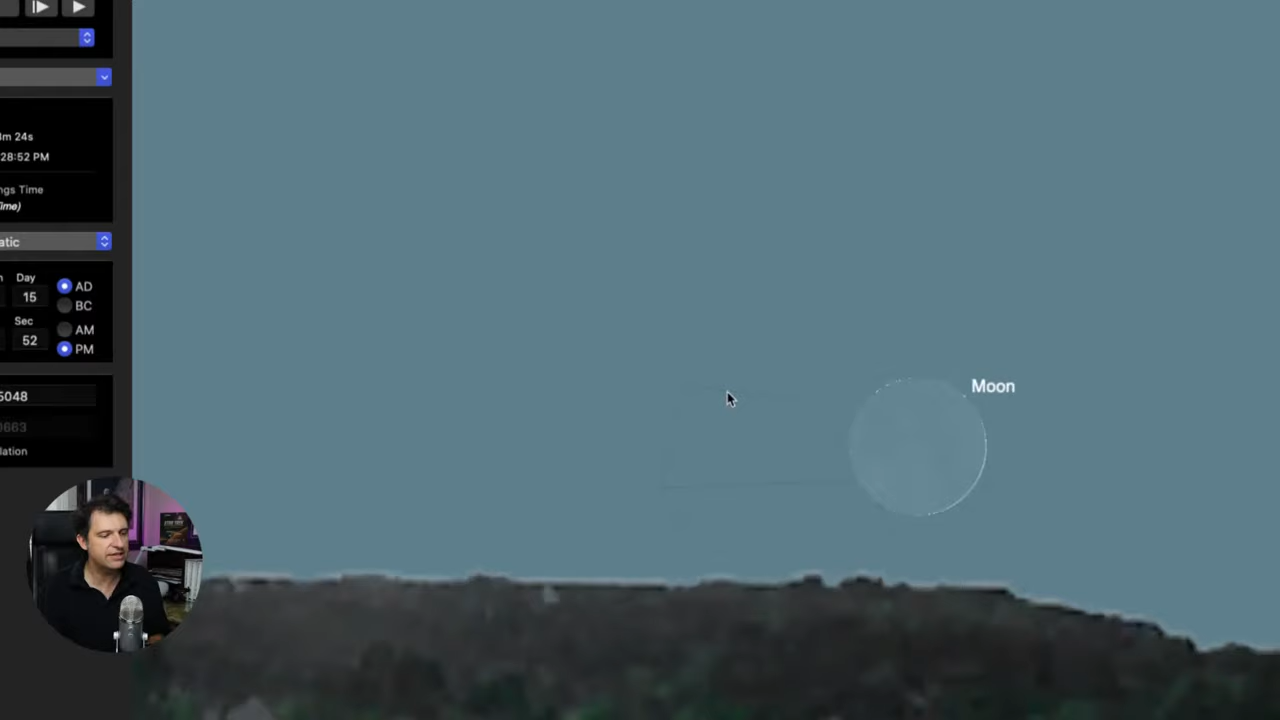 m 24s
28:52 PM
ngs Time
ime)
atic
Day
15
AD
BC
Sec
52
AM
PM
5048
0663
lation
Moon